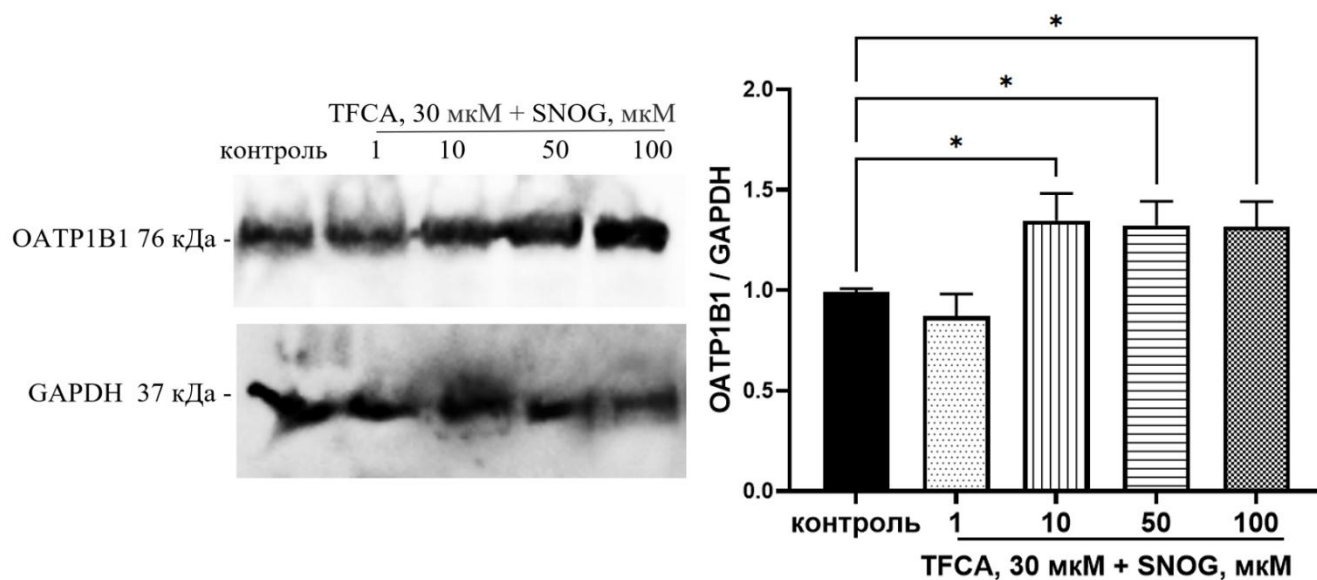 TFCA, 30 мкМ + SNOG, мкМ
контроль 1 10 50 100
OATP1B1 76 кДа -
GAPDH 37 кДа -
*
*
*
OATP1B1 / GAPDH
2.0
1.5
1.0
0.5
0.0
контроль 1 10 50 100
TFCA, 30 мкМ + SNOG, мкМ